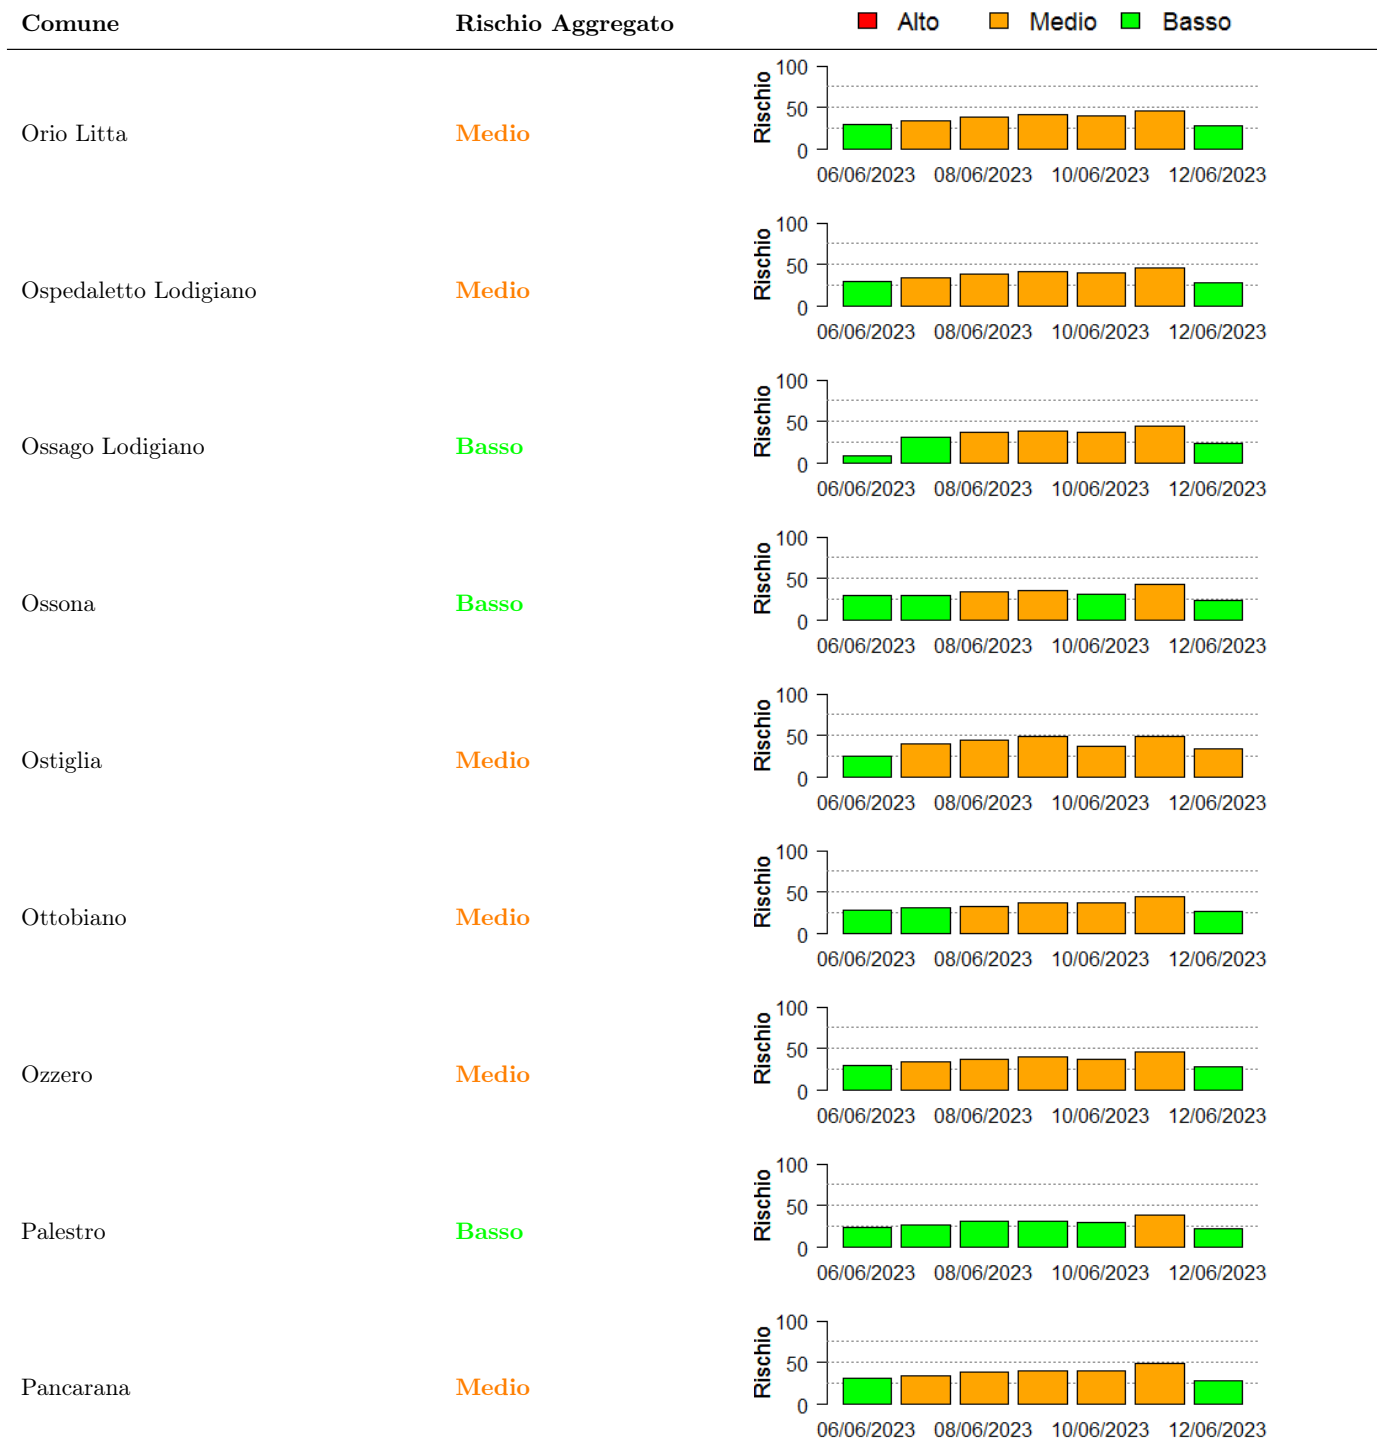 Comune Rischio Aggregato Alto Medio Basso
100
50
0
Rischio
Orio Litta Medio
06/06/2023 08/06/2023 10/06/2023 12/06/2023
100
50
0
Rischio
Ospedaletto Lodigiano Medio
06/06/2023 08/06/2023 10/06/2023 12/06/2023
100
50
0
Rischio
Ossago Lodigiano Basso
06/06/2023 08/06/2023 10/06/2023 12/06/2023
100
50
0
Rischio
Ossona Basso
06/06/2023 08/06/2023 10/06/2023 12/06/2023
100
50
0
Rischio
Ostiglia Medio
06/06/2023 08/06/2023 10/06/2023 12/06/2023
100
50
0
Rischio
Ottobiano Medio
06/06/2023 08/06/2023 10/06/2023 12/06/2023
100
50
0
Rischio
Ozzero Medio
06/06/2023 08/06/2023 10/06/2023 12/06/2023
100
50
0
Rischio
Palestro Basso
06/06/2023 08/06/2023 10/06/2023 12/06/2023
100
50
0
Rischio
Pancarana Medio
06/06/2023 08/06/2023 10/06/2023 12/06/2023